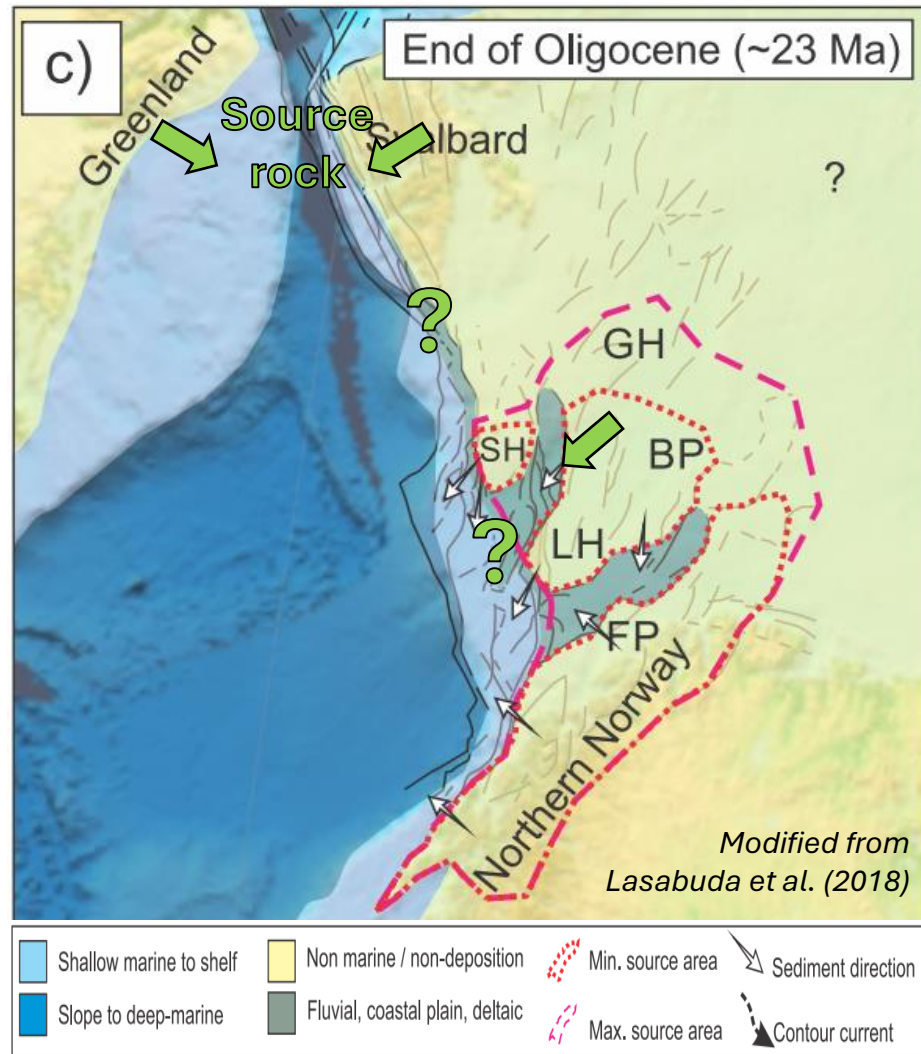 c)
End of Oligocene (~23 Ma)
Greenland
Source
rock
Svalbard
?
?
GH
SH
BP
?
LH
FP
Northern Norway
Modified from
Lasabuda et al. (2018)
Shallow marine to shelf
Non marine / non-deposition
Min. source area
Sediment direction
Slope to deep-marine
Fluvial, coastal plain, deltaic
Max. source area
Contour current